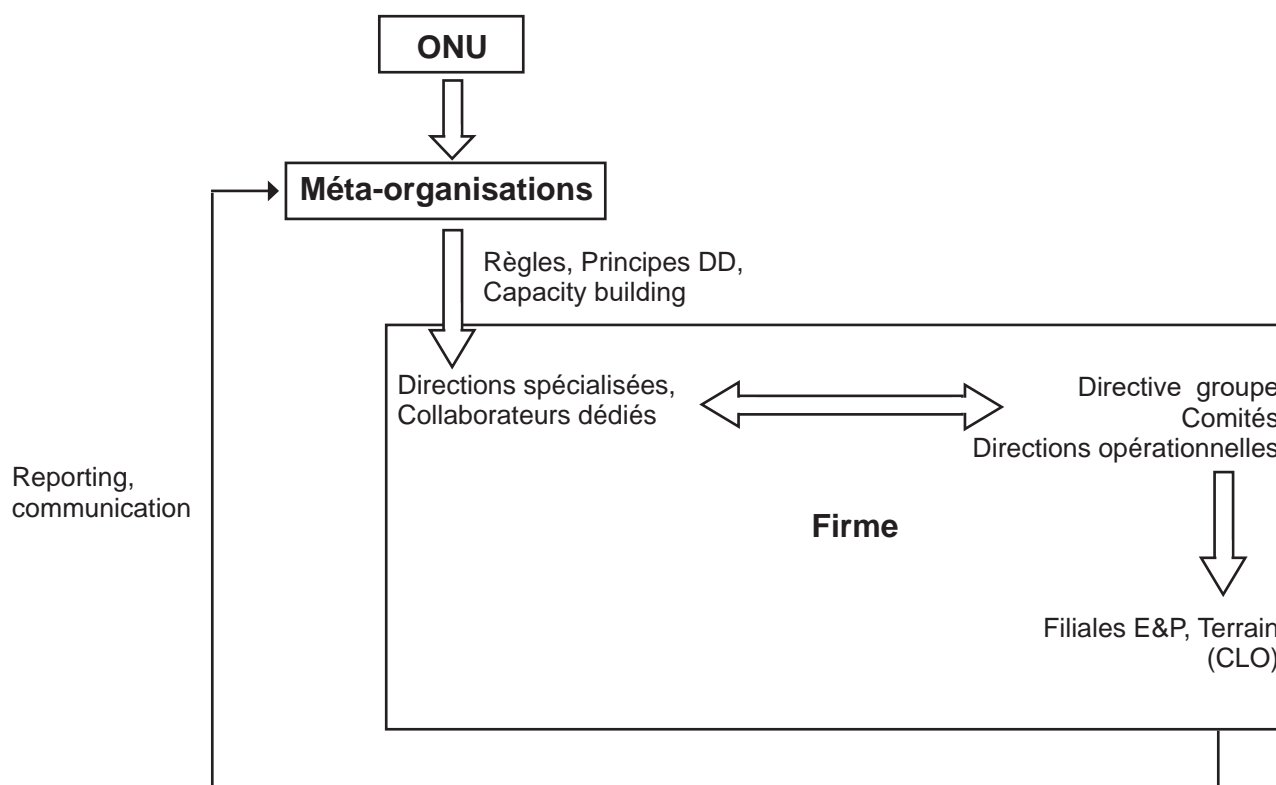 ONU
Méta-organisations
Règles, Principes DD,
Capacity building
Directions spécialisées,
Collaborateurs dédiés
Directive groupe
Comités
Directions opérationnelles
Reporting,
communication
Firme
Filiales E&P, Terrain
(CLO)